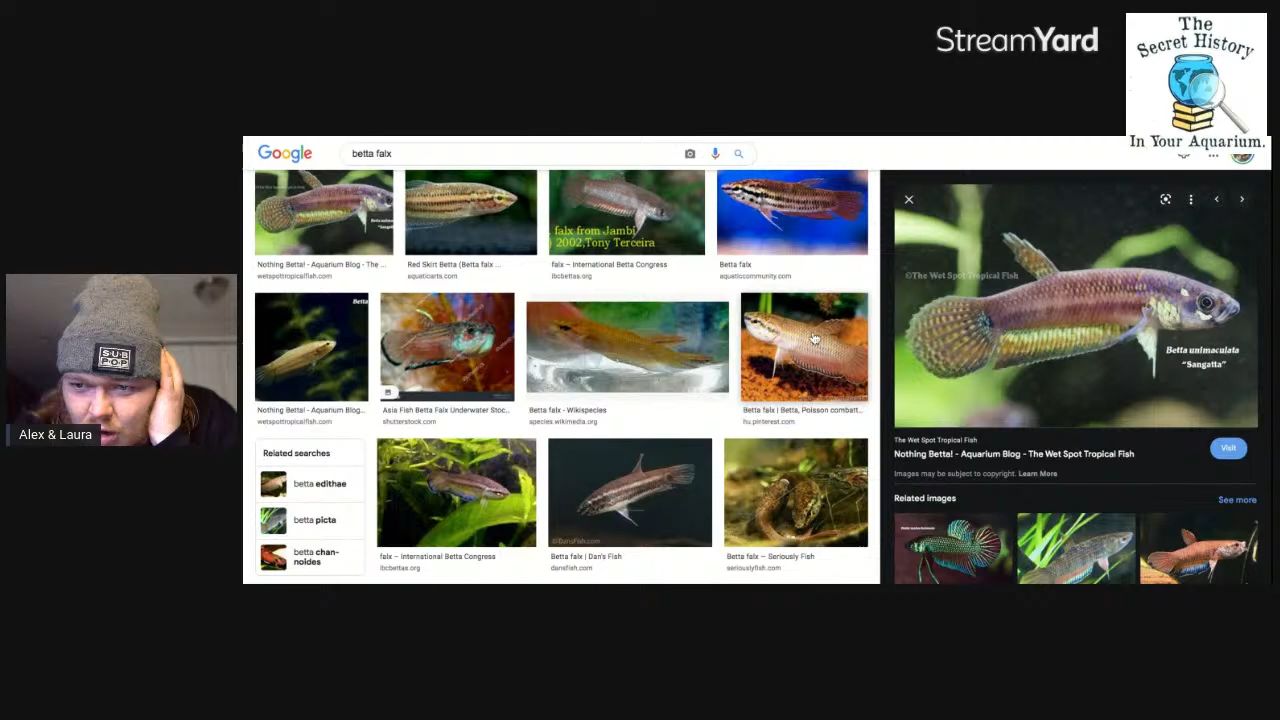 StreamYard
The
Secret History
In Your Aquarium.
Google
betta falx
Betta unimaculata
"Sangatta"
falx from Jambi
) 2002, Tony Terceira
Nothing Betta! - Aquarium Blog - The ...
wetspottropicalfish.com
Red Skirt Betta (Betta falx ...
aquaticarts.com
falx – International Betta Congress
ibcbettas.org
Betta falx
aquaticcommunity.com
Betta
Nothing Betta! - Aquarium Blog...
wetspottropicalfish.com
Asia Fish Betta Falx Underwater Stoc...
shutterstock.com
Betta falx - Wikispecies
species.wikimedia.org
Betta falx | Betta, Poisson combatt...
hu.pinterest.com
Related searches
betta edithae
betta picta
betta chan-
noides
falx – International Betta Congress
ibcbettas.org
©DansFish.com
Betta falx | Dan's Fish
dansfish.com
Betta falx – Seriously Fish
seriouslyfish.com
©The Wet Spot Tropical Fish
Betta unimaculata
"Sangatta"
The Wet Spot Tropical Fish
Nothing Betta! - Aquarium Blog - The Wet Spot Tropical Fish
Visit
Images may be subject to copyright. Learn More
Related images
See more
SUB
POP
Alex & Laura